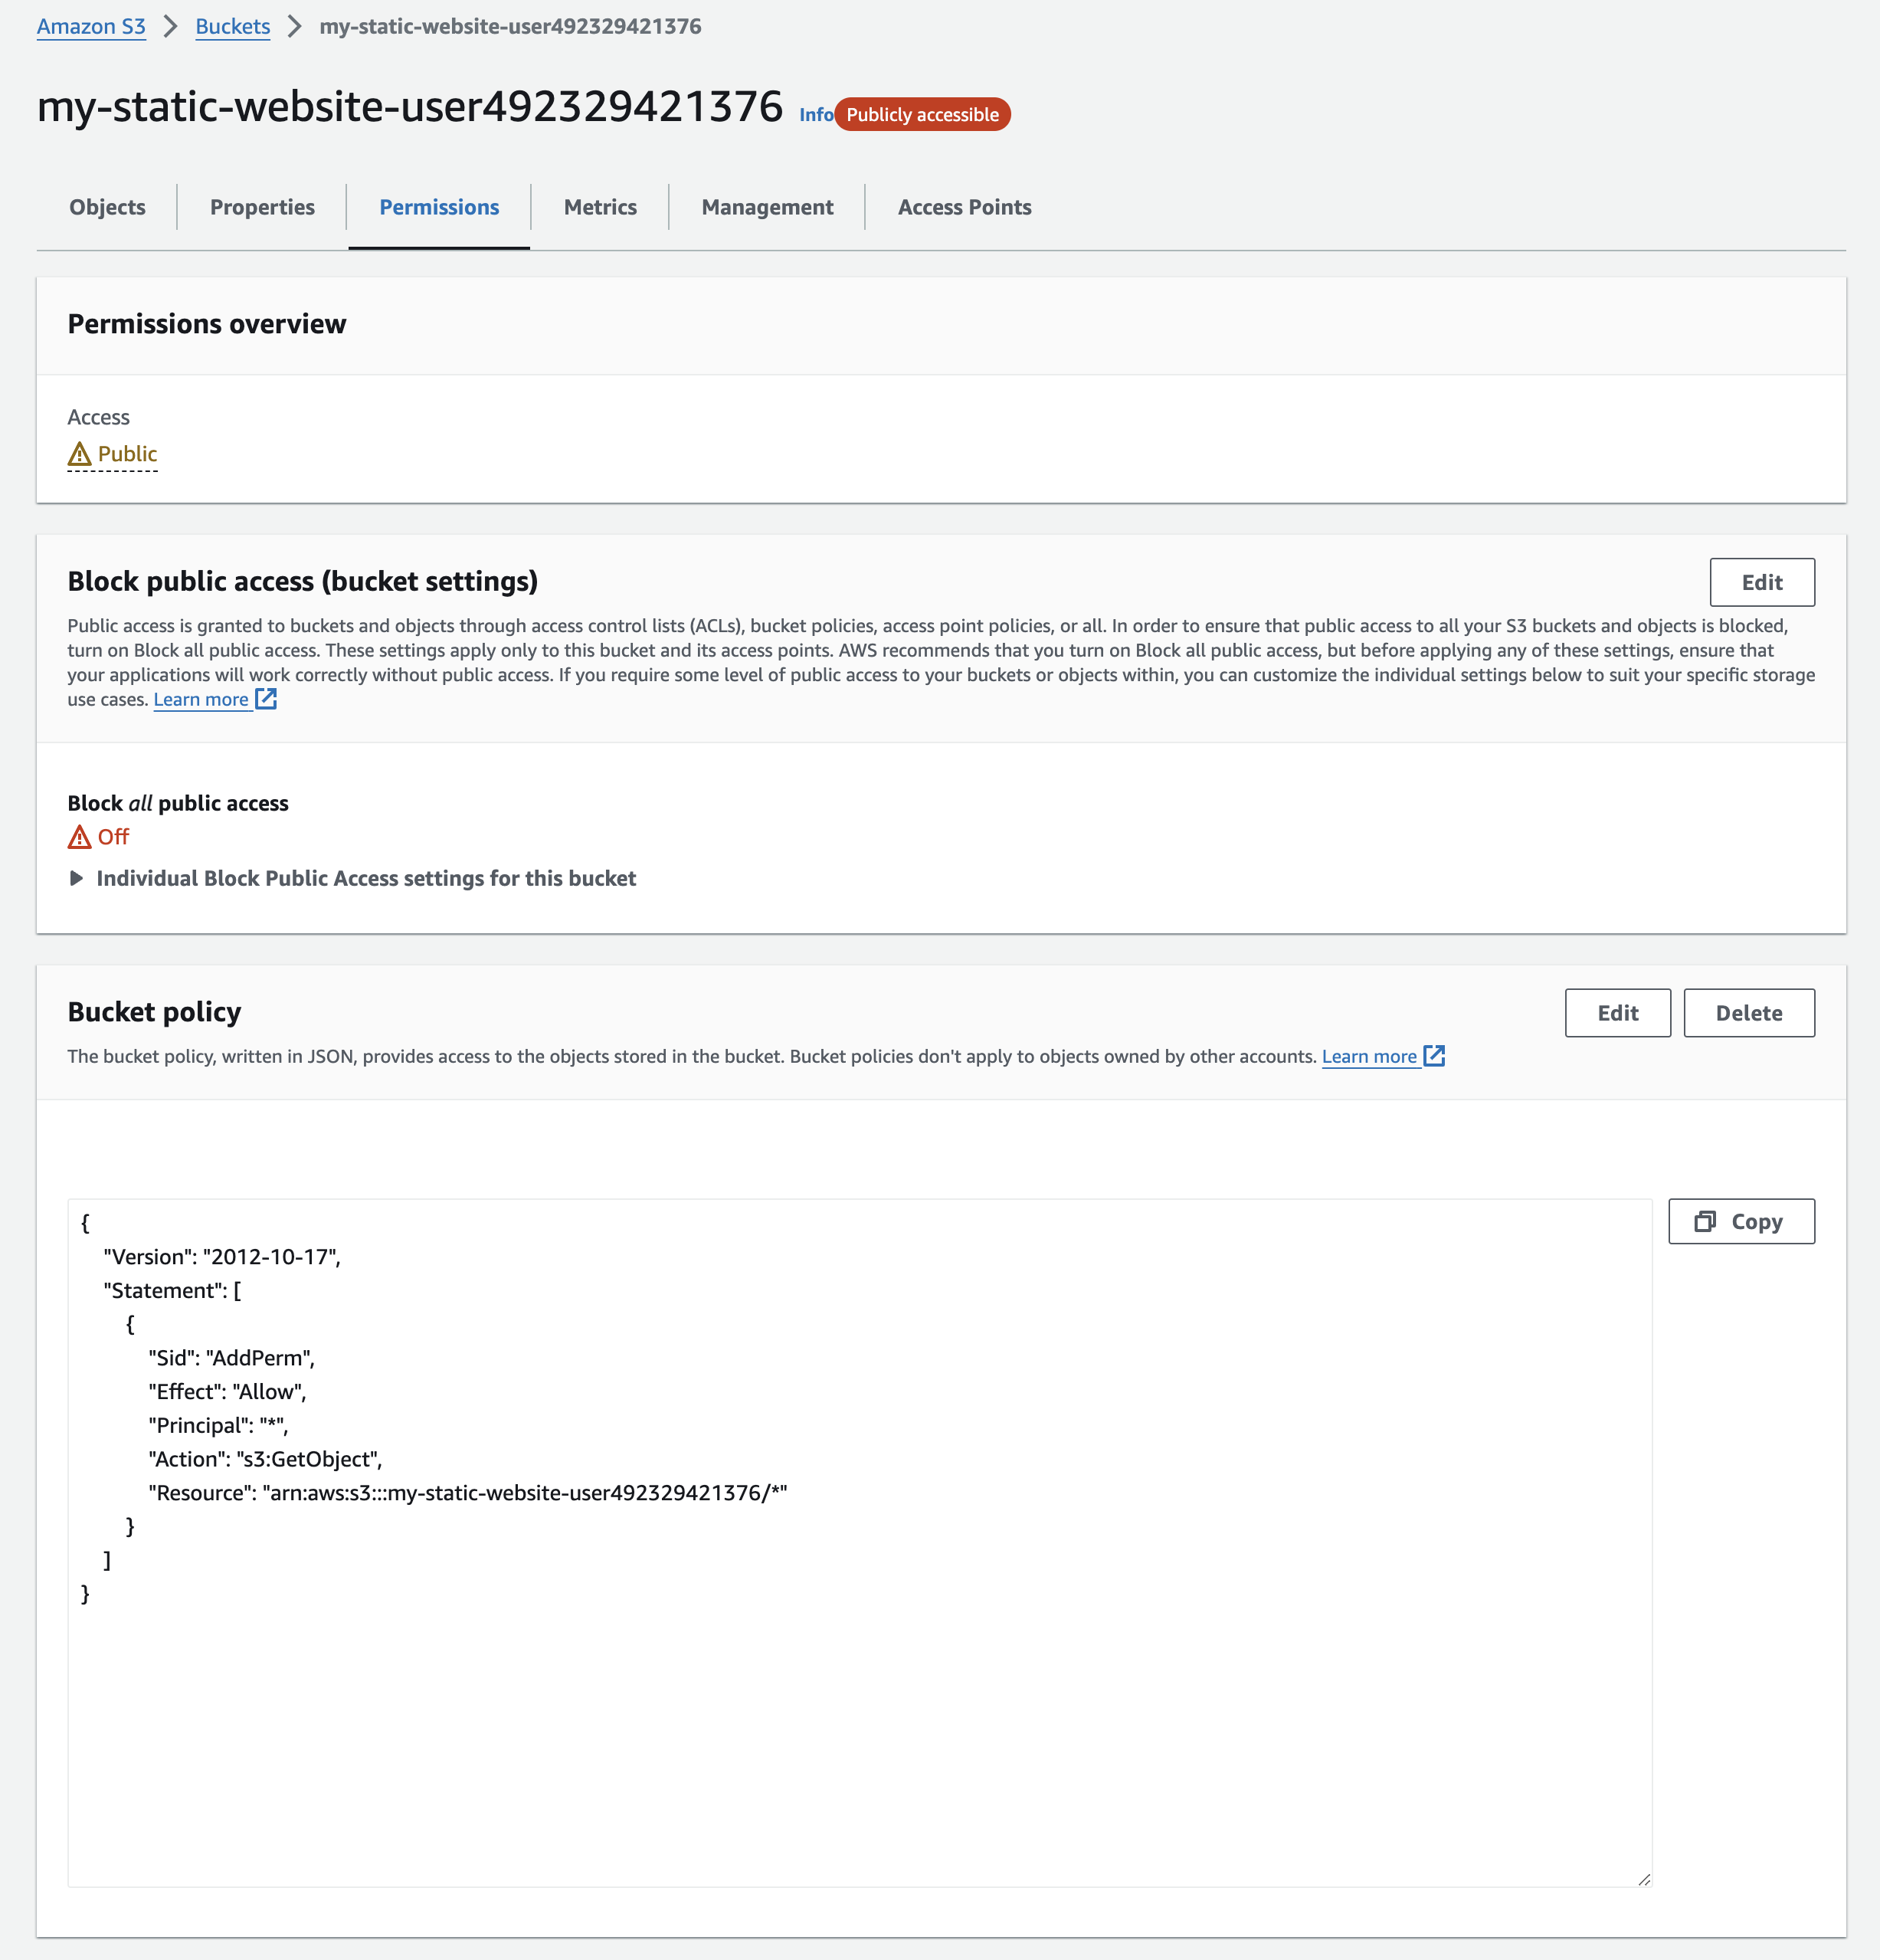 Amazon S3 > Buckets > my-static-website-user492329421376
my-static-website-user492329421376 Info Publicly accessible
Objects Properties Permissions Metrics Management Access Points
Permissions overview
Access
Public
Block public access (bucket settings)
Edit
Public access is granted to buckets and objects through access control lists (ACLs), bucket policies, access point policies, or all. In order to ensure that public access to all your S3 buckets and objects is blocked,
turn on Block all public access. These settings apply only to this bucket and its access points. AWS recommends that you turn on Block all public access, but before applying any of these settings, ensure that
your applications will work correctly without public access. If you require some level of public access to your buckets or objects within, you can customize the individual settings below to suit your specific storage
use cases. Learn more
Block all public access
Off
Individual Block Public Access settings for this bucket
Bucket policy
Edit Delete
The bucket policy, written in JSON, provides access to the objects stored in the bucket. Bucket policies don't apply to objects owned by other accounts. Learn more
Copy
{
"Version": "2012-10-17",
"Statement": [
{
"Sid": "AddPerm",
"Effect": "Allow",
"Principal": "*",
"Action": "s3:GetObject",
"Resource": "arn:aws:s3:::my-static-website-user492329421376/*"
}
]
}